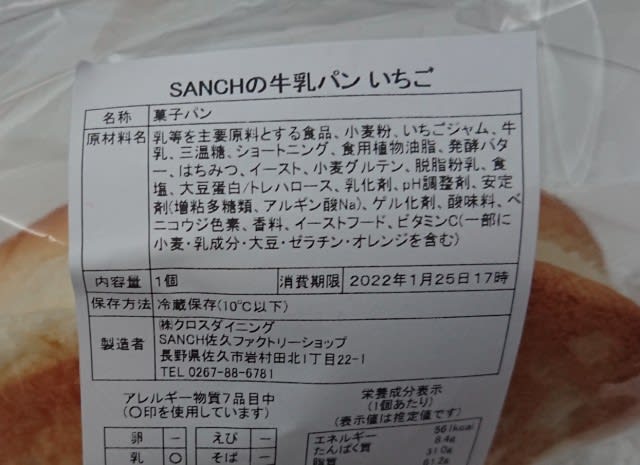 SANCHの牛乳パン いちご
名称 菓子パン
原材料名 乳等を主要原料とする食品、小麦粉、いちごジャム、牛
乳、三温糖、ショートニング、食用植物油脂、発酵バタ
ー、はちみつ、イースト、小麦グルテン、脱脂粉乳、食
塩、大豆蛋白/トレハロース、乳化剤、pH調整剤、安定
剤(増粘多糖類、アルギン酸Na)、ゲル化剤、酸味料、ベ
ニコウジ色素、香料、イーストフード、ビタミンC(一部に
小麦・乳成分・大豆・ゼラチン・オレンジを含む)
内容量 1個 消費期限 2022年1月25日17時
保存方法 冷蔵保存(10℃以下)
製造者 ㈱クロスダイニング
SANCH佐久ファクトリーショップ
長野県佐久市岩村田北1丁目22-1
TEL 0267-88-6781
アレルギー物質7品目中
(○印を使用しています)
卵 ー えび ー
乳 ○ そば ー
栄養成分表示
(1個あたり)
(表示値は推定値です)
エネルギー 561kcal
たんぱく質 8.4g
脂質 31.0g
61.2g